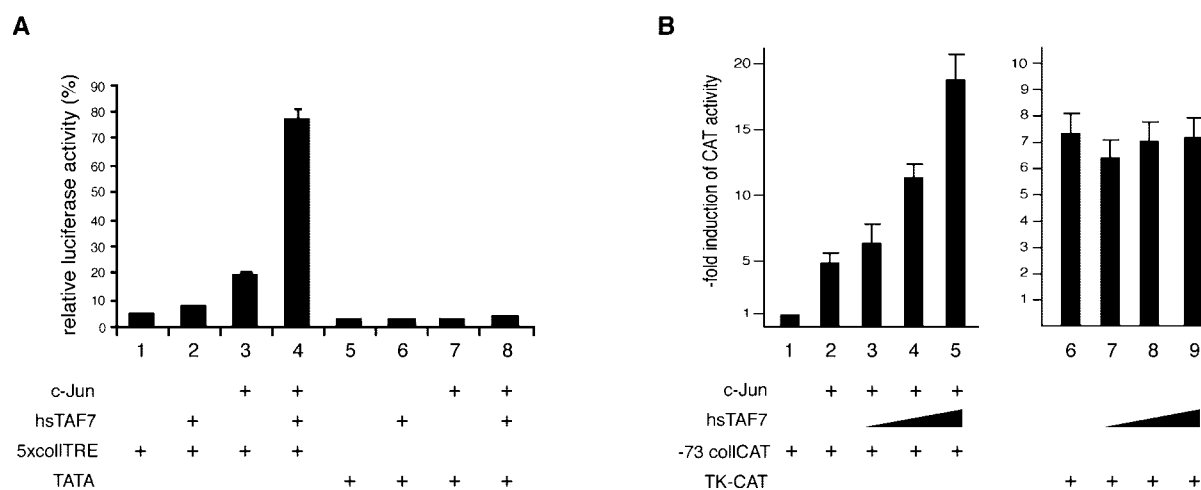 A
relative luciferase activity (%)
90
80
70
60
50
40
30
20
10
0
1 2 3 4 5 6 7 8
c-Jun + + + +
hsTAF7 + + + +
5xcollTRE + + + +
TATA + + + +
B
-fold induction of CAT activity
20
15
10
5
1
10
9
8
7
6
5
4
3
2
1
1 2 3 4 5 6 7 8 9
c-Jun + + + +
hsTAF7
-73 collCAT + + + + +
TK-CAT + + + +